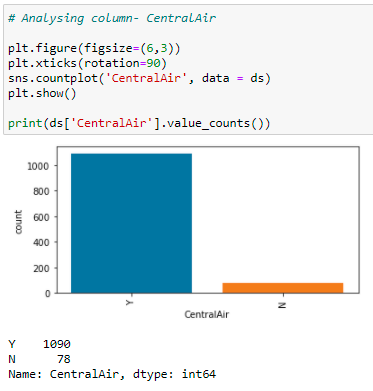 # Analysing column- CentralAir
plt.figure(figsize=(6,3))
plt.xticks(rotation=90)
sns.countplot('CentralAir', data = ds)
plt.show()
print(ds['CentralAir'].value_counts())
1000
800
600
400
200
0
count
Y
N
CentralAir
Y    1090
N      78
Name: CentralAir, dtype: int64